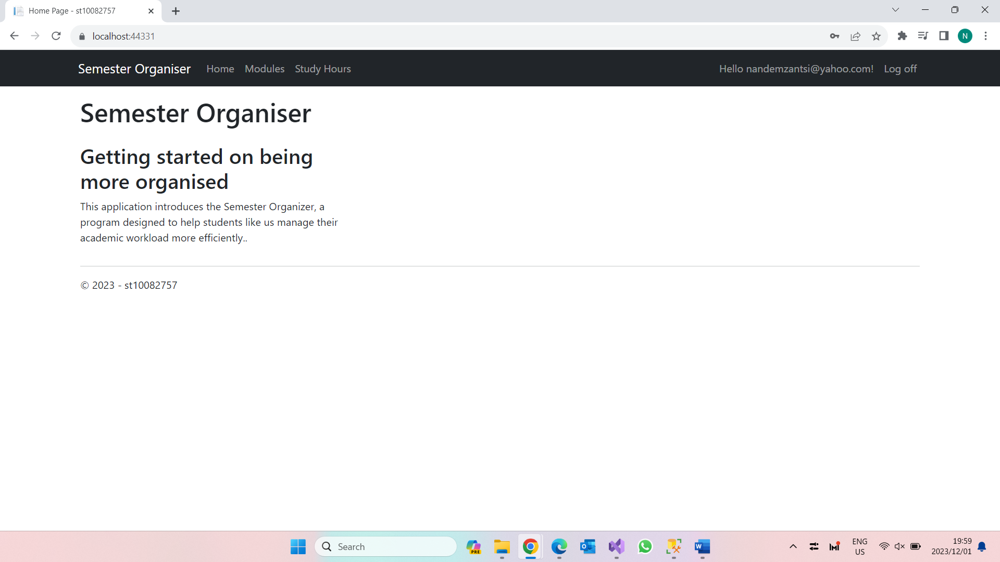 Home Page - st10082757
localhost:44331
N
Semester Organiser Home Modules Study Hours Hello nandemzantsi@yahoo.com! Log off
Semester Organiser
Getting started on being
more organised
This application introduces the Semester Organizer, a
program designed to help students like us manage their
academic workload more efficiently..
© 2023 - st10082757
Search
PRE
ENG
US
19:59
2023/12/01